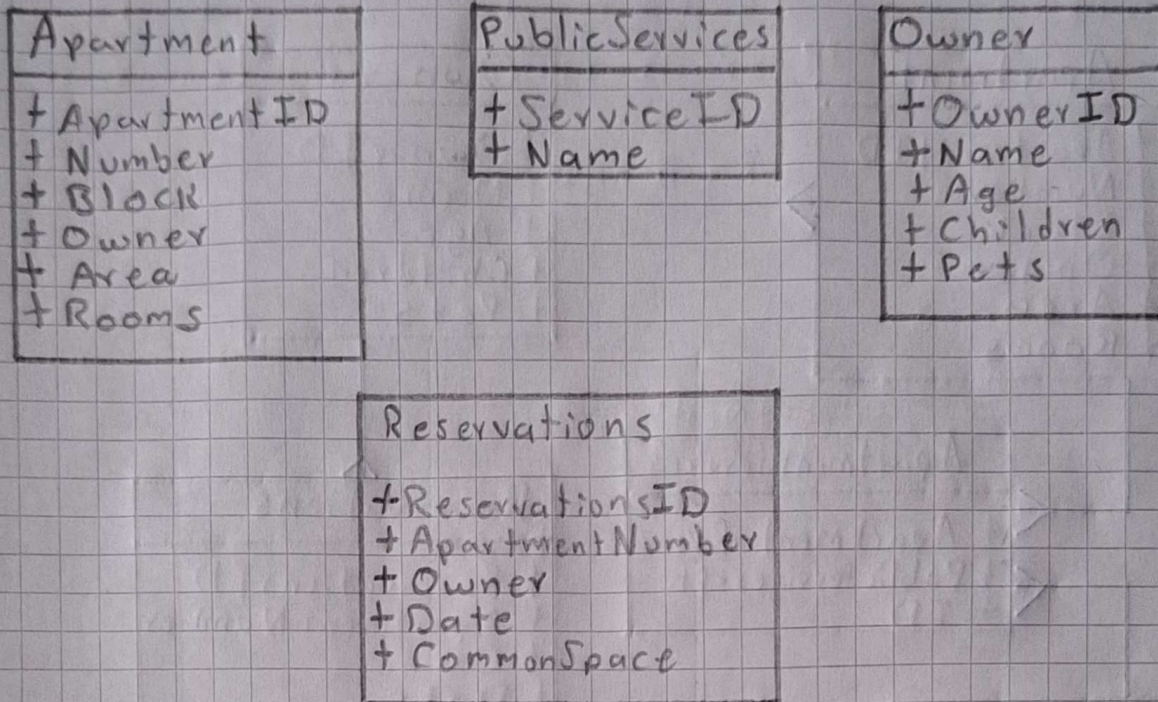 Apartment
+ ApartmentID
+ Number
+ Block
+ Owner
+ Area
+ Rooms
PublicServices
+ ServiceID
+ Name
Owner
+ OwnerID
+ Name
+ Age
+ Children
+ Pets
Reservations
+ ReservationsID
+ ApartmentNumber
+ Owner
+ Date
+ CommonSpace